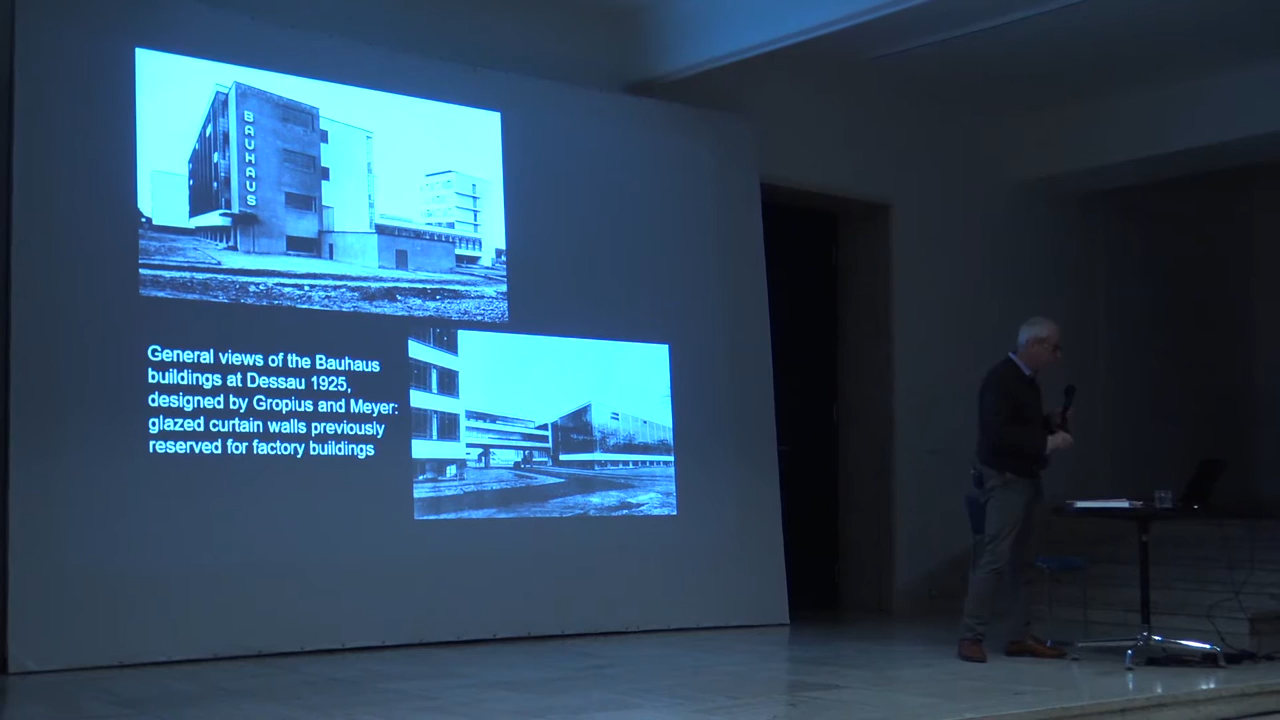 BAUHAUS
General views of the Bauhaus
buildings at Dessau 1925,
designed by Gropius and Meyer:
glazed curtain walls previously
reserved for factory buildings